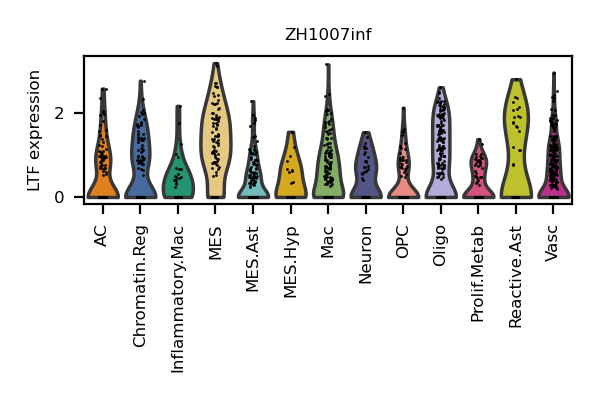 ZH1007inf
LTF expression
2
0
AC
Chromatin.Reg
Inflammatory.Mac
MES
MES.Ast
MES.Hyp
Mac
Neuron
OPC
Oligo
Prolif.Metab
Reactive.Ast
Vasc